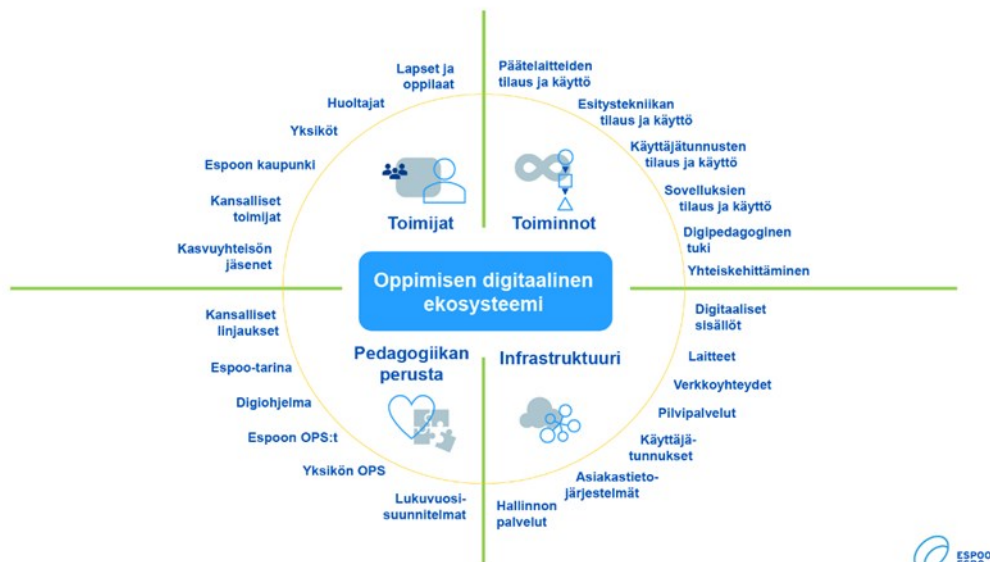 Lapset ja
oppilaat
Huoltajat
Yksiköt
Espoon kaupunki
Kansalliset
toimijat
Kasvuyhteisön
jäsenet
Toimijat
Päätelaitteiden
tilaus ja käyttö
Esitystekniikan
tilaus ja käyttö
Käyttäjätunnusten
tilaus ja käyttö
Sovelluksien
tilaus ja käyttö
Digipedagoginen
tuki
Yhteiskehittäminen
Toiminnot
Oppimisen digitaalinen
ekosysteemi
Pedagogiikan
perusta
Kansalliset
linjaukset
Espoo-tarina
Digiohjelma
Espoon OPS:t
Yksikön OPS
Lukuvuosi-
suunnitelmat
Infrastruktuuri
Digitaaliset
sisällöt
Laitteet
Verkkoyhteydet
Pilvipalvelut
Käyttäjä-
tunnukset
Asiakastieto-
järjestelmät
Hallinnon
palvelut
ESPOO